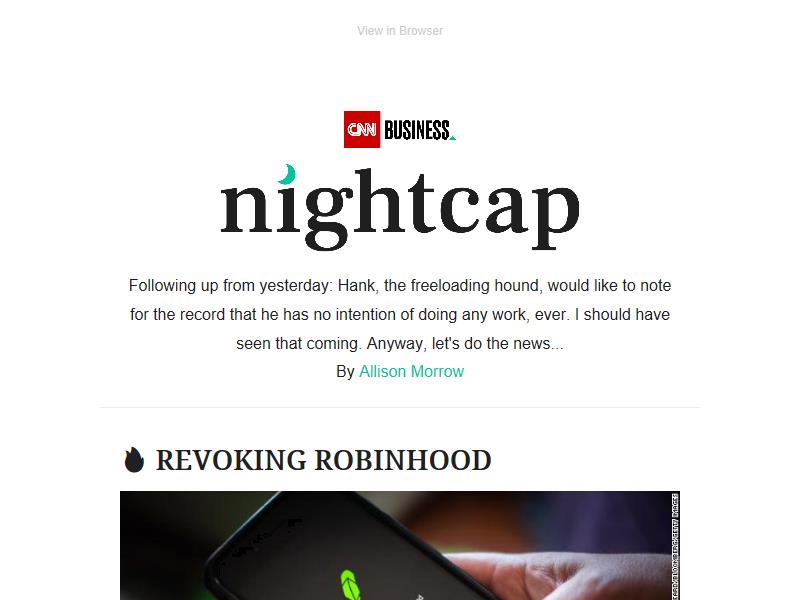 View in Browser
CNN BUSINESS
nightcap
Following up from yesterday: Hank, the freeloading hound, would like to note
for the record that he has no intention of doing any work, ever. I should have
seen that coming. Anyway, let's do the news...
By Allison Morrow
REVOKING ROBINHOOD